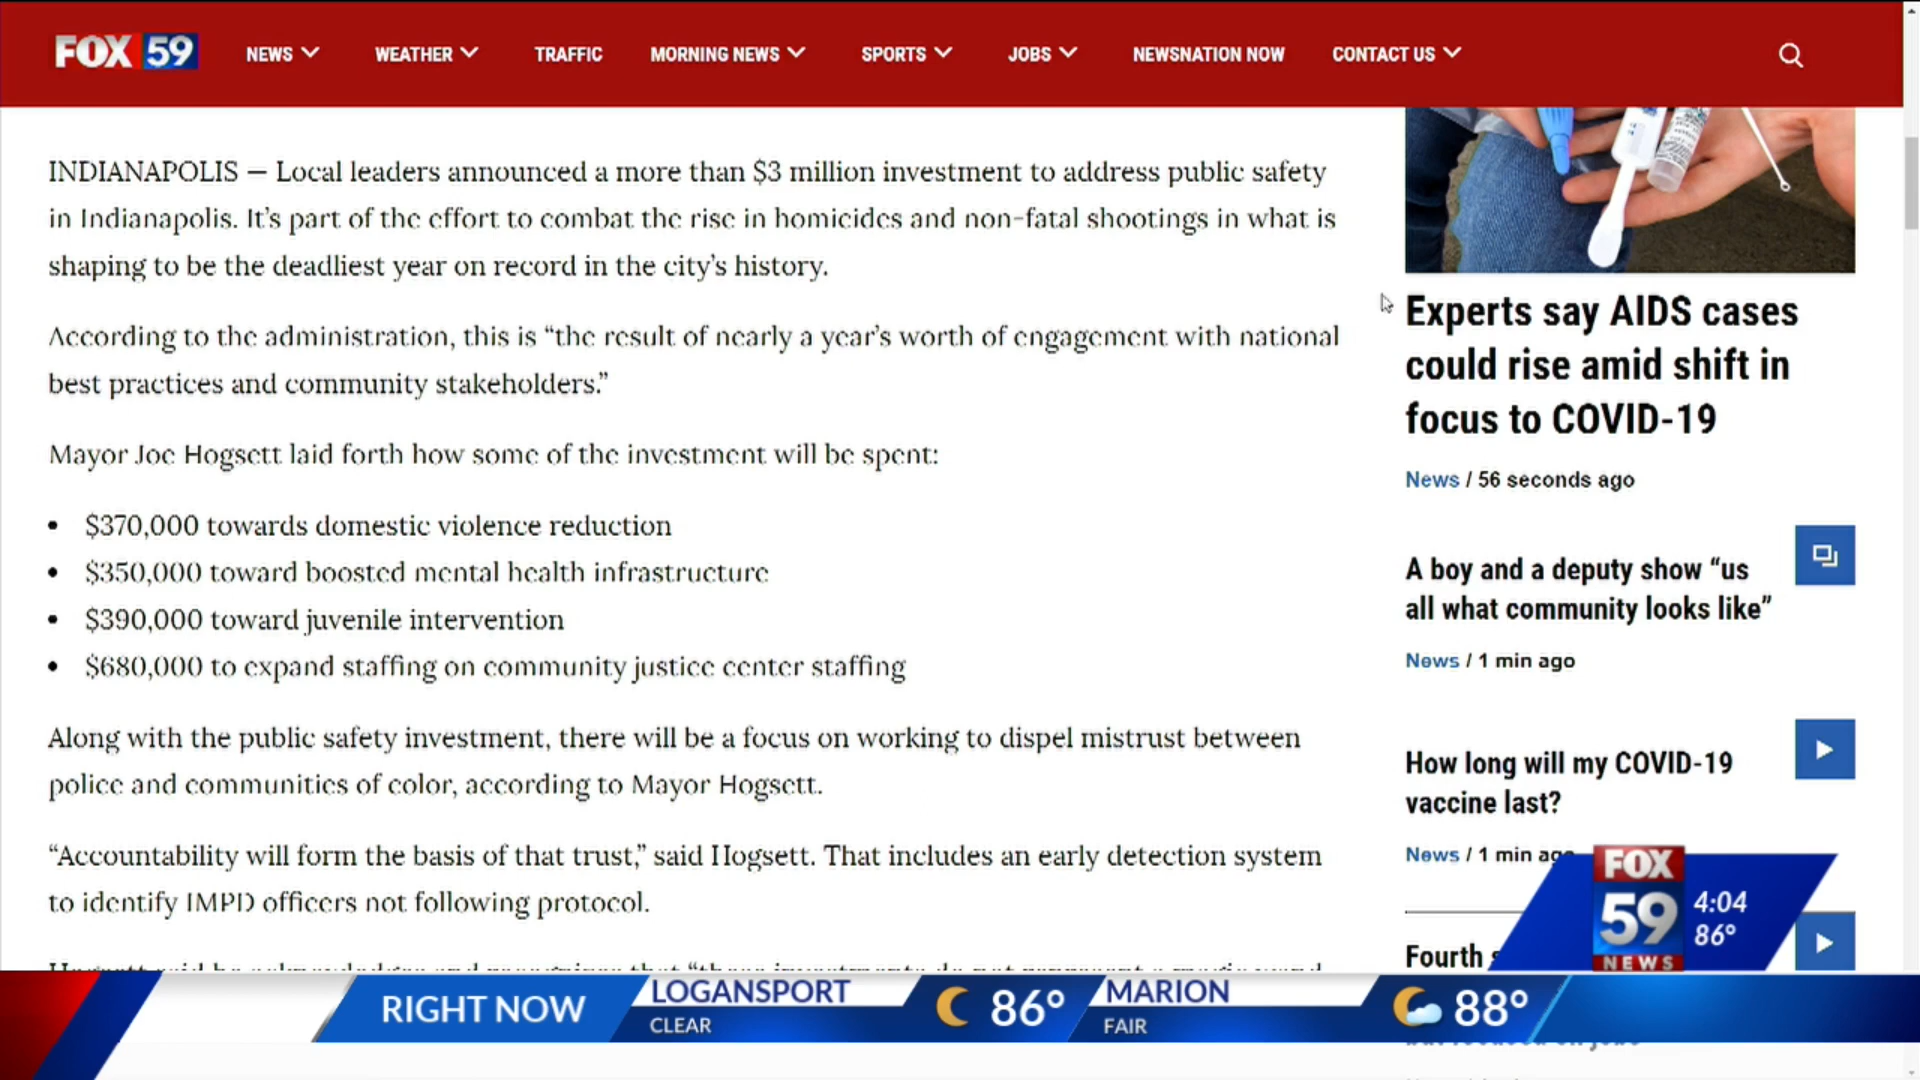 FOX 59 NEWS WEATHER TRAFFIC MORNING NEWS SPORTS JOBS NEWSNATION NOW CONTACT US
INDIANAPOLIS — Local leaders announced a more than $3 million investment to address public safety
in Indianapolis. It’s part of the effort to combat the rise in homicides and non-fatal shootings in what is
shaping to be the deadliest year on record in the city’s history.
According to the administration, this is “the result of nearly a year’s worth of engagement with national
best practices and community stakeholders.”
Mayor Joe Hogsett laid forth how some of the investment will be spent:
• $370,000 towards domestic violence reduction
• $350,000 toward boosted mental health infrastructure
• $390,000 toward juvenile intervention
• $680,000 to expand staffing on community justice center staffing
Along with the public safety investment, there will be a focus on working to dispel mistrust between
police and communities of color, according to Mayor Hogsett.
“Accountability will form the basis of that trust,” said Hogsett. That includes an early detection system
to identify IMPD officers not following protocol.
Experts say AIDS cases
could rise amid shift in
focus to COVID-19
News / 56 seconds ago
A boy and a deputy show “us
all what community looks like”
News / 1 min ago
How long will my COVID-19
vaccine last?
News / 1 min ago
Fourth
FOX
59
NEWS
4:04
86°
RIGHT NOW
LOGANSPORT
CLEAR
86°
MARION
FAIR
88°